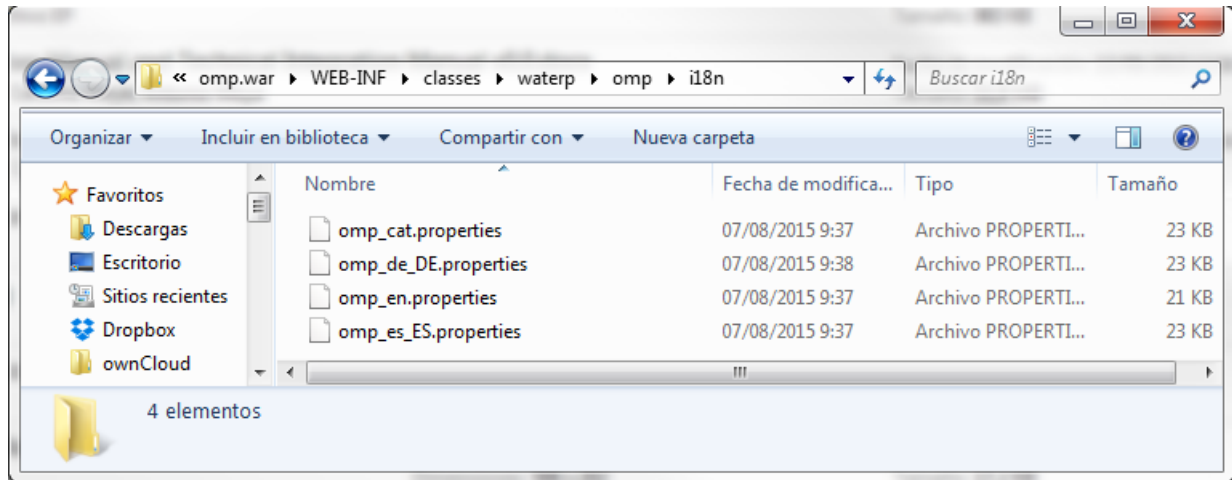 « omp.war ▸ WEB-INF ▸ classes ▸ waterp ▸ omp ▸ i18n
Buscar i18n
Organizar Incluir en biblioteca Compartir con Nueva carpeta
Favoritos
Descargas
Escritorio
Sitios recientes
Dropbox
ownCloud
Nombre Fecha de modifica... Tipo Tamaño
omp_cat.properties 07/08/2015 9:37 Archivo PROPERTI... 23 KB
omp_de_DE.properties 07/08/2015 9:38 Archivo PROPERTI... 23 KB
omp_en.properties 07/08/2015 9:37 Archivo PROPERTI... 21 KB
omp_es_ES.properties 07/08/2015 9:37 Archivo PROPERTI... 23 KB
4 elementos